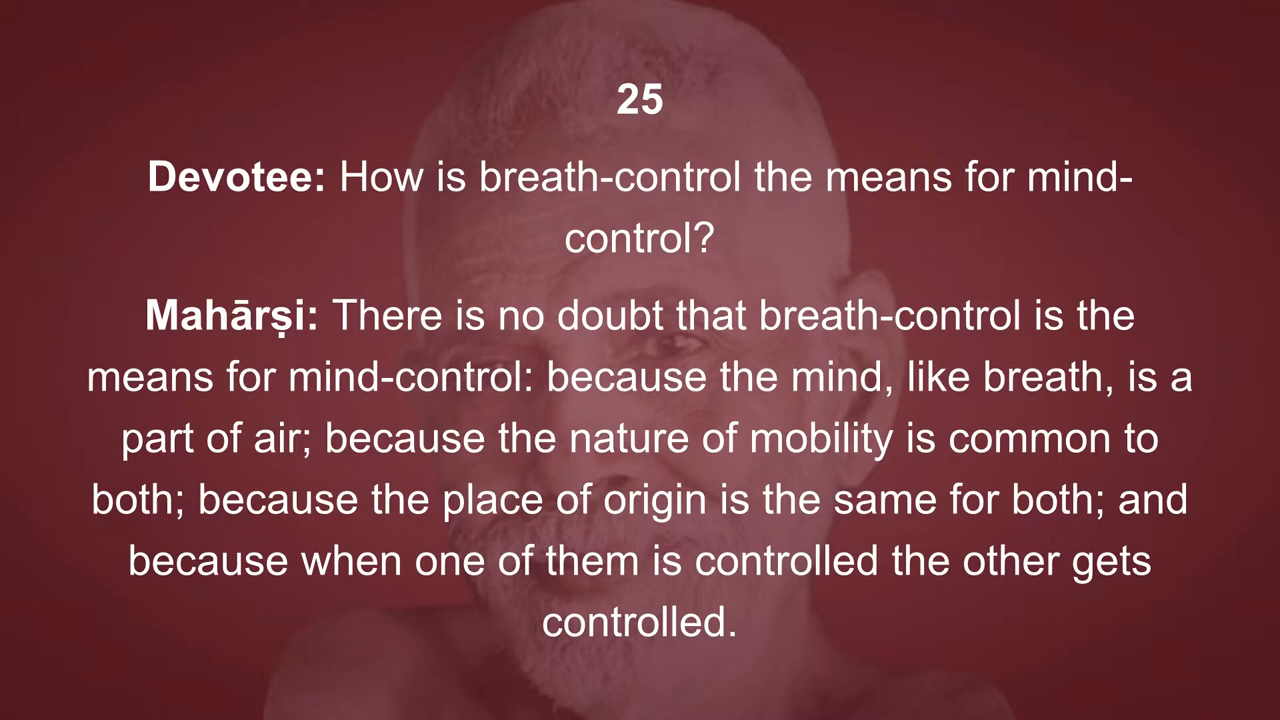 25
Devotee: How is breath-control the means for mind-
control?
Mahārṣi: There is no doubt that breath-control is the
means for mind-control: because the mind, like breath, is a
part of air; because the nature of mobility is common to
both; because the place of origin is the same for both; and
because when one of them is controlled the other gets
controlled.